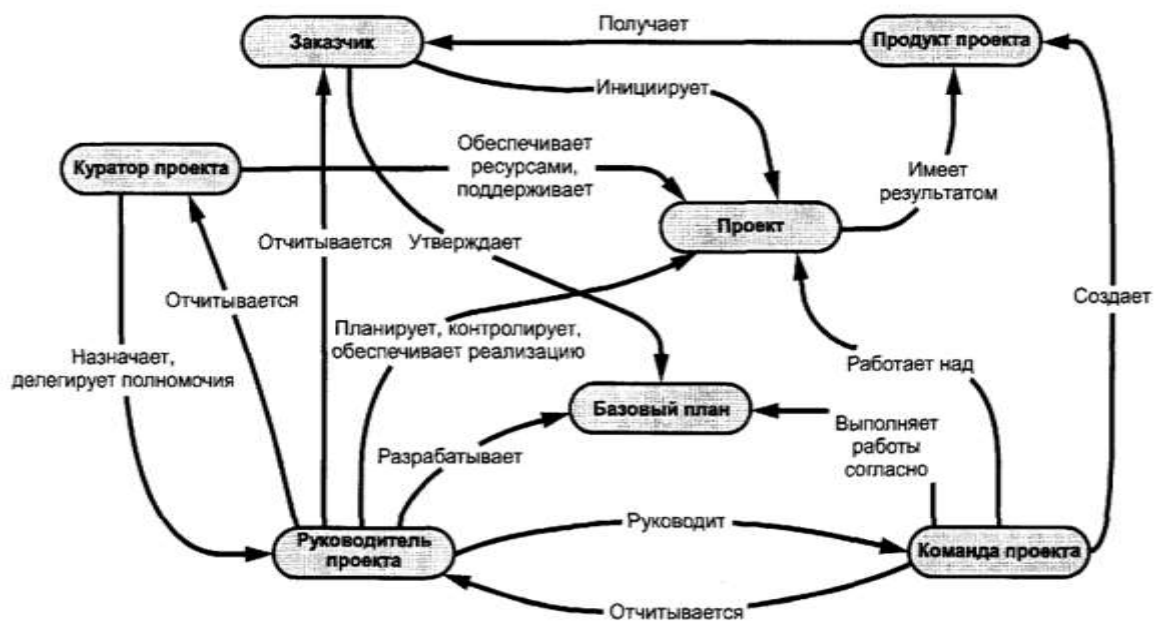 Получает
Заказчик
Продукт проекта
Инициирует
Обеспечивает
ресурсами,
поддерживает
Куратор проекта
Имеет
результатом
Проект
Отчитывается
Утверждает
Отчитывается
Создает
Планирует, контролирует,
обеспечивает реализацию
Назначает,
делегирует полномочия
Работает над
Базовый план
Выполняет
работы
согласно
Разрабатывает
Руководит
Руководитель
проекта
Команда проекта
Отчитывается